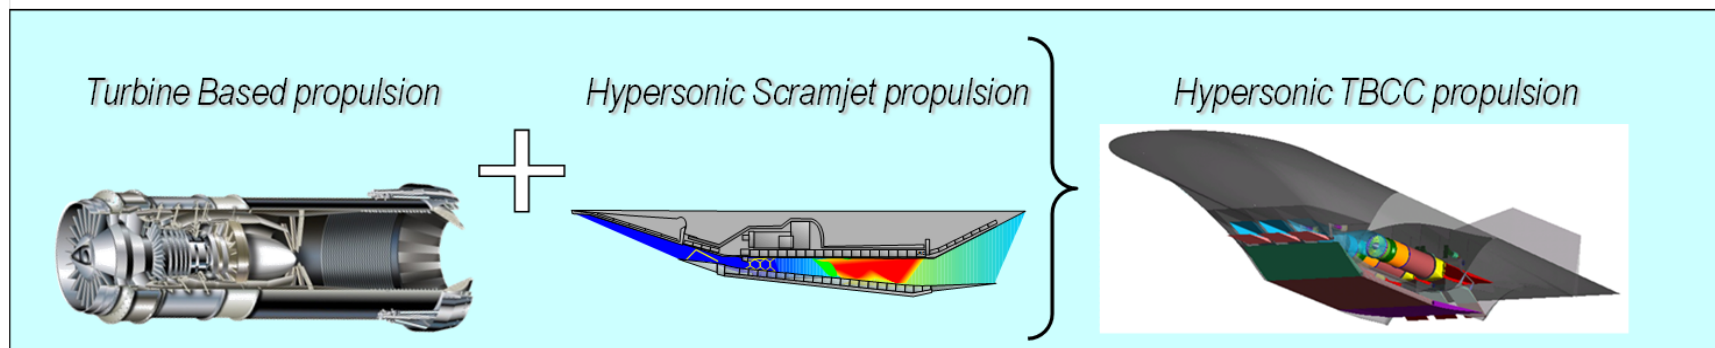 Turbine Based propulsion
Hypersonic Scramjet propulsion
Hypersonic TBCC propulsion